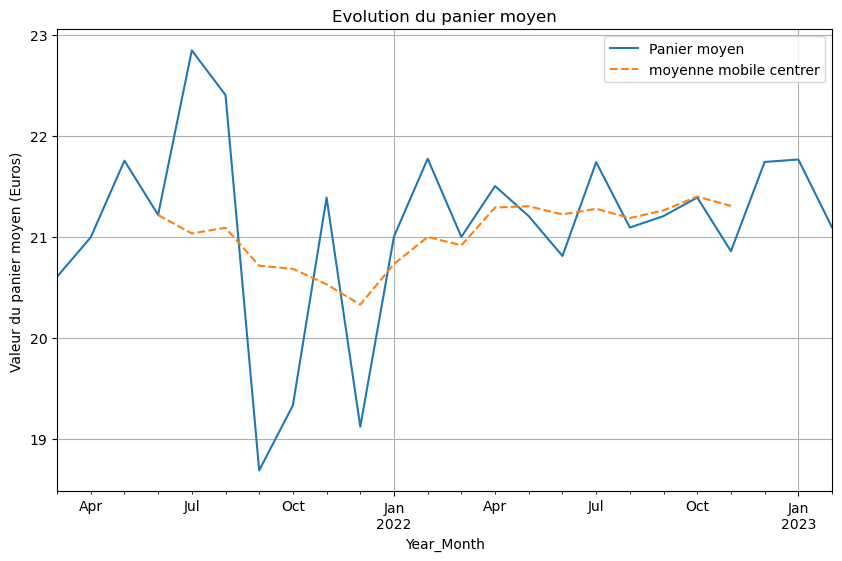 Evolution du panier moyen
23
22
21
20
19
Valeur du panier moyen (Euros)
Panier moyen
moyenne mobile centrer
Apr
Jul
Oct
Jan
2022
Apr
Jul
Oct
Jan
2023
Year_Month